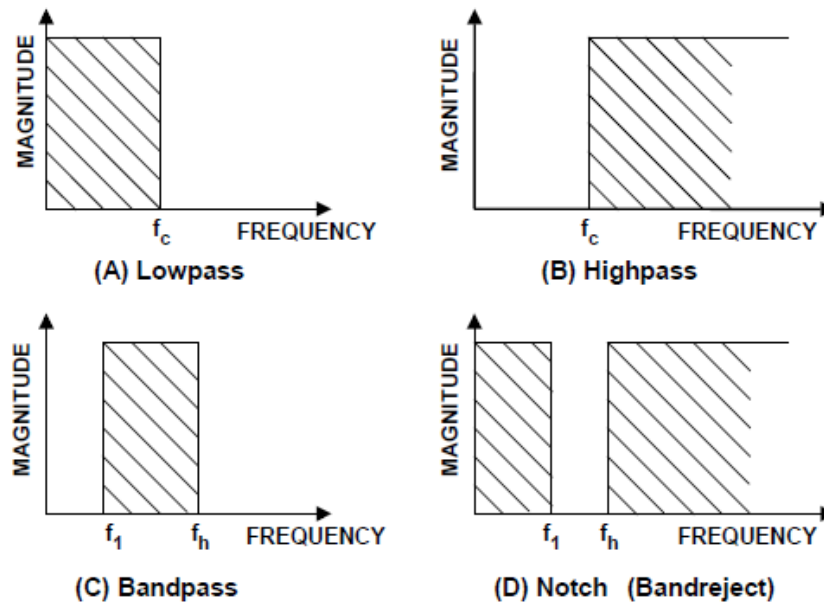 MAGNITUDE
f_c FREQUENCY
(A) Lowpass
MAGNITUDE
f_c FREQUENCY
(B) Highpass
MAGNITUDE
f_1 f_h FREQUENCY
(C) Bandpass
MAGNITUDE
f_1 f_h FREQUENCY
(D) Notch (Bandreject)